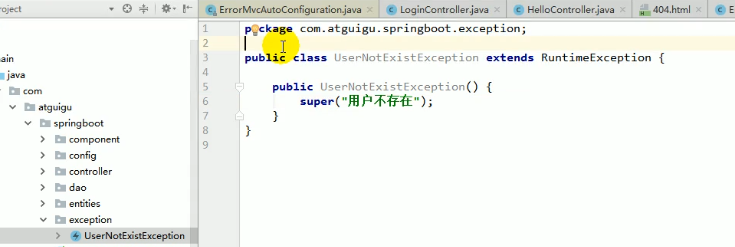 roject
ErrorMvcAutoConfiguration.java
LoginController.java
HelloController.java
404.html
E
ain
java
com
atguigu
springboot
component
config
controller
dao
entities
exception
UserNotExistException
1 package com.atguigu.springboot.exception;
2
3 public class UserNotExistException extends RuntimeException {
4
5 public UserNotExistException() {
6 super("用户不存在");
7 }
8 }
9